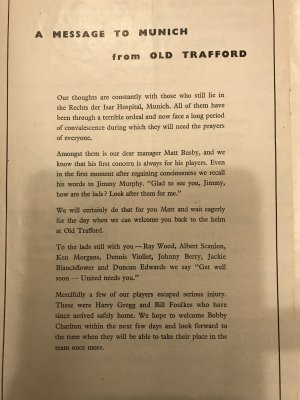 A MESSAGE TO MUNICH
from OLD TRAFFORD
Our thoughts are constantly with those who still lie in
the Rechts der Isar Hospital, Munich. All of them have
been through a terrible ordeal and now face a long period
of convalescence during which they will need the prayers
of everyone.
Amongst them is our dear manager Matt Busby, and we
know that his first concern is always for his players. Even
in the first moment after regaining conciousness we recall
his words to Jimmy Murphy. "Glad to see you, Jimmy,
how are the lads? Look after them for me."
We will certainly do that for you Matt and wait eagerly
for the day when we can welcome you back to the helm
at Old Trafford.
To the lads still with you — Ray Wood, Albert Scanlon,
Ken Morgans, Dennis Viollet, Johnny Berry, Jackie
Blanchflower and Duncan Edwards we say "Get well
soon — United needs you."
Mercifully a few of our players escaped serious injury.
These were Harry Gregg and Bill Foulkes who have
since arrived safely home. We hope to welcome Bobby
Charlton within the next few days and look forward to
the time when they will be able to take their place in the
team once more.